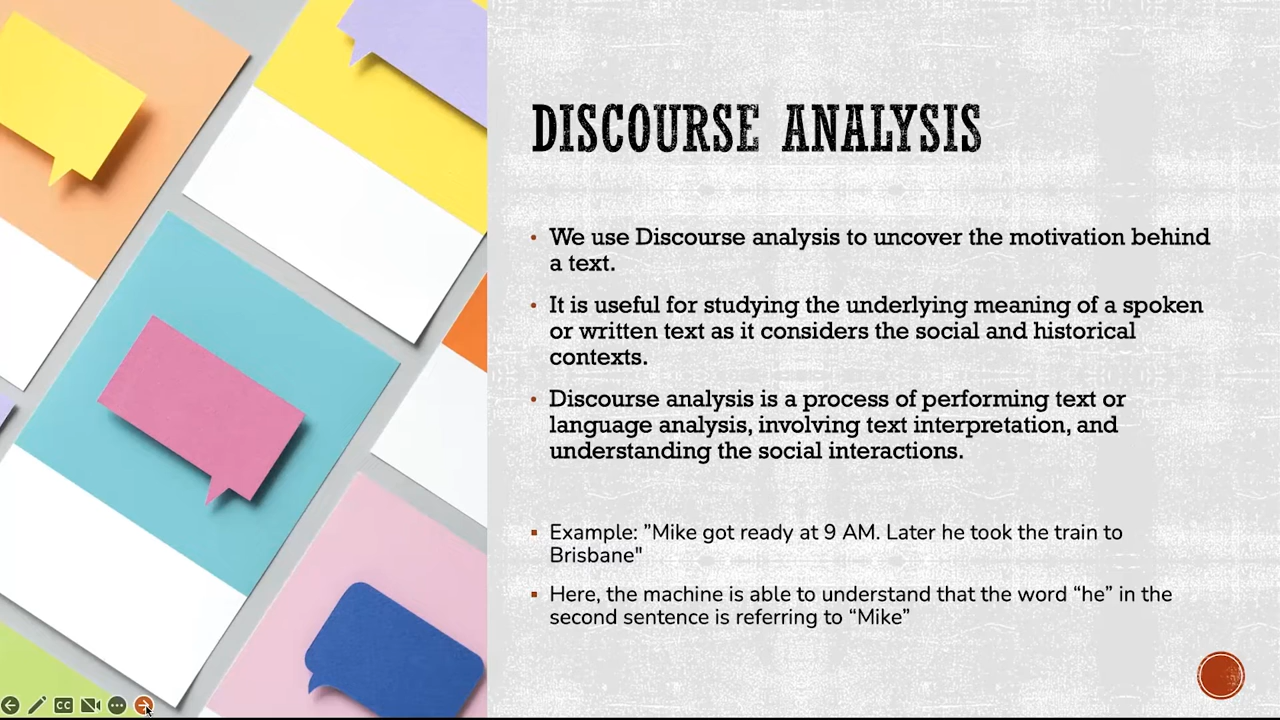 DISCOURSE ANALYSIS
We use Discourse analysis to uncover the motivation behind
a text.
It is useful for studying the underlying meaning of a spoken
or written text as it considers the social and historical
contexts.
Discourse analysis is a process of performing text or
language analysis, involving text interpretation, and
understanding the social interactions.
Example: ”Mike got ready at 9 AM. Later he took the train to
Brisbane"
Here, the machine is able to understand that the word “he” in the
second sentence is referring to “Mike”
CC